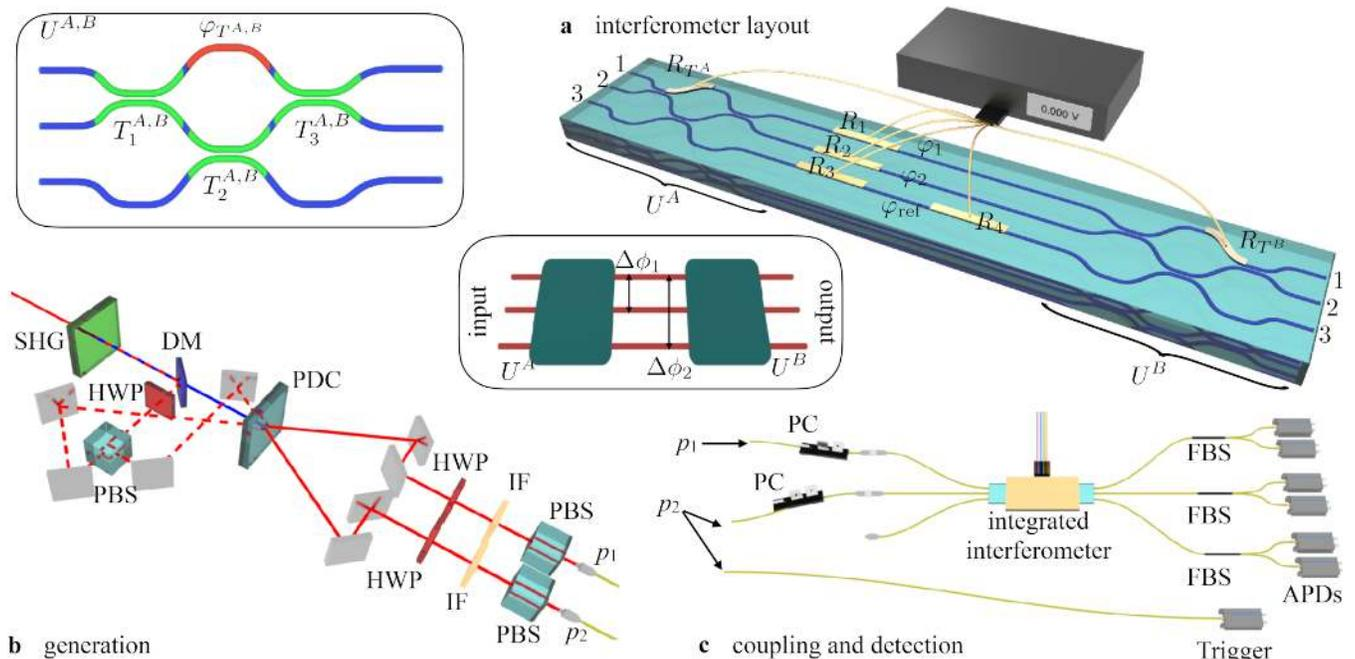 U^{A,B}
φ_{T^{A,B}}
T_1^{A,B}
T_3^{A,B}
T_2^{A,B}
a interferometer layout
0.000 V
1
2
3
R_{T^A}
R_1
R_2
R_3
φ_1
φ_2
φ_ref
R_4
R_{T^B}
U^A
U^B
1
2
3
input
Δϕ_1
Δϕ_2
output
U^A
U^B
SHG
DM
HWP
PDC
PBS
HWP
IF
PBS
p_1
HWP
IF
PBS
p_2
b generation
p_1
PC
PC
p_2
integrated
interferometer
FBS
FBS
FBS
APDs
Trigger
c coupling and detection